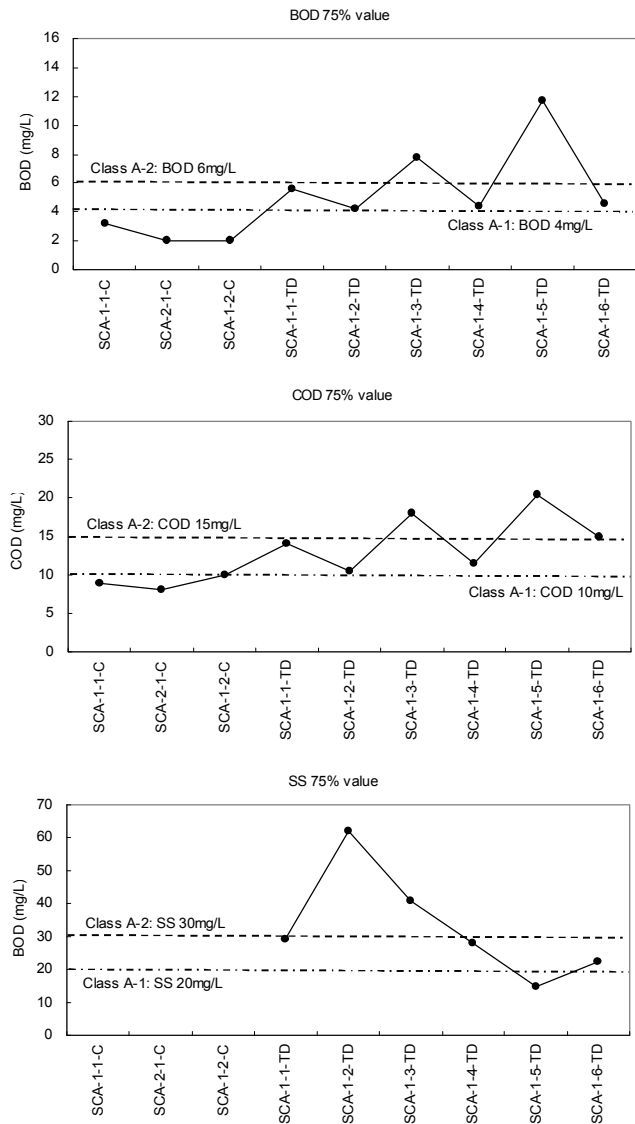 BOD 75% value
16
14
12
10
8
6
4
2
0
BOD (mg/L)
Class A-2: BOD 6mg/L
Class A-1: BOD 4mg/L
SCA-1-1-C
SCA-2-1-C
SCA-1-2-C
SCA-1-1-TD
SCA-1-2-TD
SCA-1-3-TD
SCA-1-4-TD
SCA-1-5-TD
SCA-1-6-TD
COD 75% value
30
25
20
15
10
5
0
COD (mg/L)
Class A-2: COD 15mg/L
Class A-1: COD 10mg/L
SCA-1-1-C
SCA-2-1-C
SCA-1-2-C
SCA-1-1-TD
SCA-1-2-TD
SCA-1-3-TD
SCA-1-4-TD
SCA-1-5-TD
SCA-1-6-TD
SS 75% value
70
60
50
40
30
20
10
0
BOD (mg/L)
Class A-2: SS 30mg/L
Class A-1: SS 20mg/L
SCA-1-1-C
SCA-2-1-C
SCA-1-2-C
SCA-1-1-TD
SCA-1-2-TD
SCA-1-3-TD
SCA-1-4-TD
SCA-1-5-TD
SCA-1-6-TD